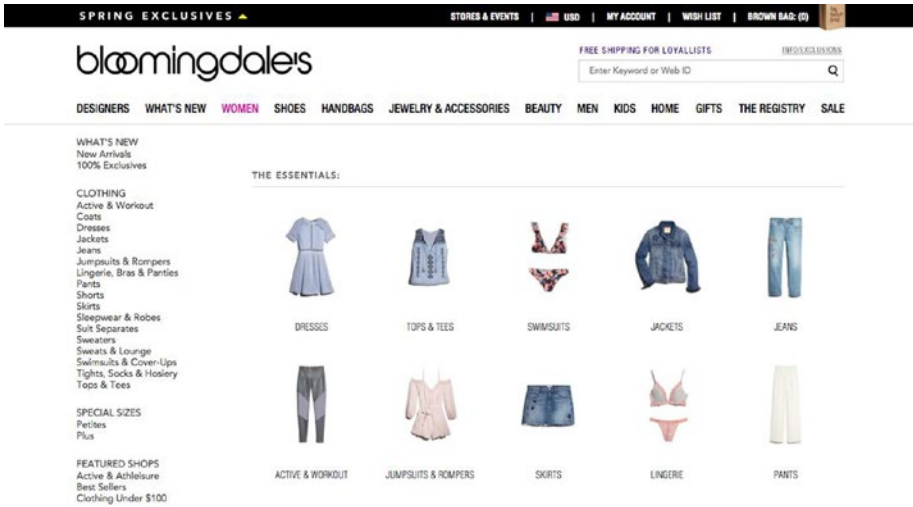 SPRING EXCLUSIVES
STORES & EVENTS | USD | MY ACCOUNT | WISH LIST | BROWN BAG: (0)
bloomingdale's
FREE SHIPPING FOR LOYALLISTS
INFO/EXCLUSIONS
Enter Keyword or Web ID
DESIGNERS WHAT'S NEW WOMEN SHOES HANDBAGS JEWELRY & ACCESSORIES BEAUTY MEN KIDS HOME GIFTS THE REGISTRY SALE
WHAT'S NEW
New Arrivals
100% Exclusives
CLOTHING
Active & Workout
Coats
Dresses
Jackets
Jeans
Jumpsuits & Rompers
Lingerie, Bras & Panties
Pants
Shorts
Skirts
Sleepwear & Robes
Suit Separates
Sweaters
Sweats & Lounge
Swimsuits & Cover-Ups
Tights, Socks & Hosiery
Tops & Tees
SPECIAL SIZES
Petites
Plus
FEATURED SHOPS
Active & Athleisure
Best Sellers
Clothing Under $100
THE ESSENTIALS:
DRESSES TOPS & TEES SWIMSUITS JACKETS JEANS
ACTIVE & WORKOUT JUMPSUITS & ROMPERS SKIRTS LINGERIE PANTS